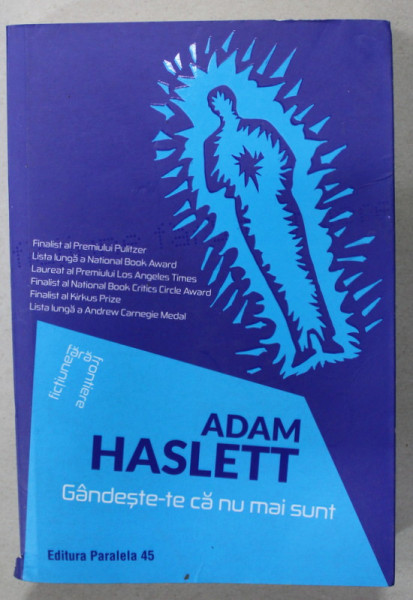 Finalist al Premiului Pulitzer
Lista lungă a National Book Award
Laureat al Premiului Los Angeles Times
Finalist al National Book Critics Circle Award
Finalist al Kirkus Prize
Lista lungă a Andrew Carnegie Medal
ficțiunea
are
frontiere
ADAM
HASLETT
Gândește-te că nu mai sunt
Editura Paralela 45